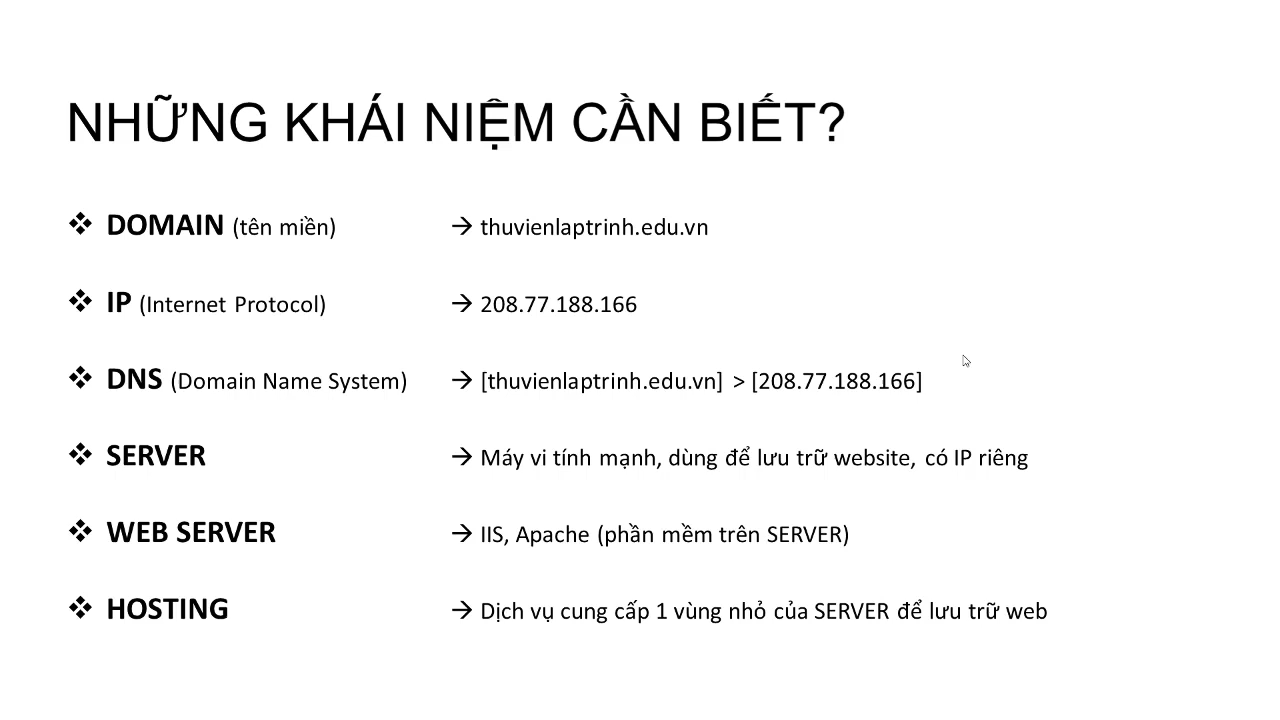 NHỮNG KHÁI NIỆM CẦN BIẾT?
❖ DOMAIN (tên miền) → thuvienlaptrinh.edu.vn
❖ IP (Internet Protocol) → 208.77.188.166
❖ DNS (Domain Name System) → [thuvienlaptrinh.edu.vn] > [208.77.188.166]
❖ SERVER → Máy vi tính mạnh, dùng để lưu trữ website, có IP riêng
❖ WEB SERVER → IIS, Apache (phần mềm trên SERVER)
❖ HOSTING → Dịch vụ cung cấp 1 vùng nhỏ của SERVER để lưu trữ web